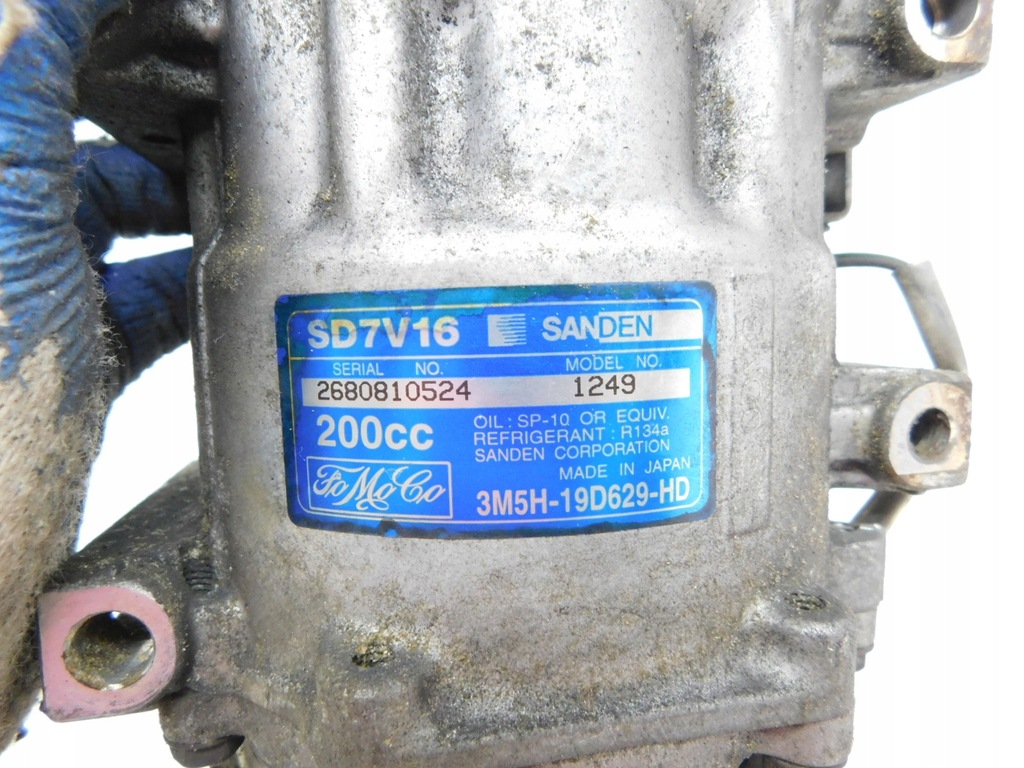 SD7V16 SANDEN
SERIAL NO. MODEL NO.
2680810524 1249
200cc
OIL : SP-10 OR EQUIV.
REFRIGERANT : R134a
SANDEN CORPORATION
MADE IN JAPAN
FoMoCo
3M5H-19D629-HD